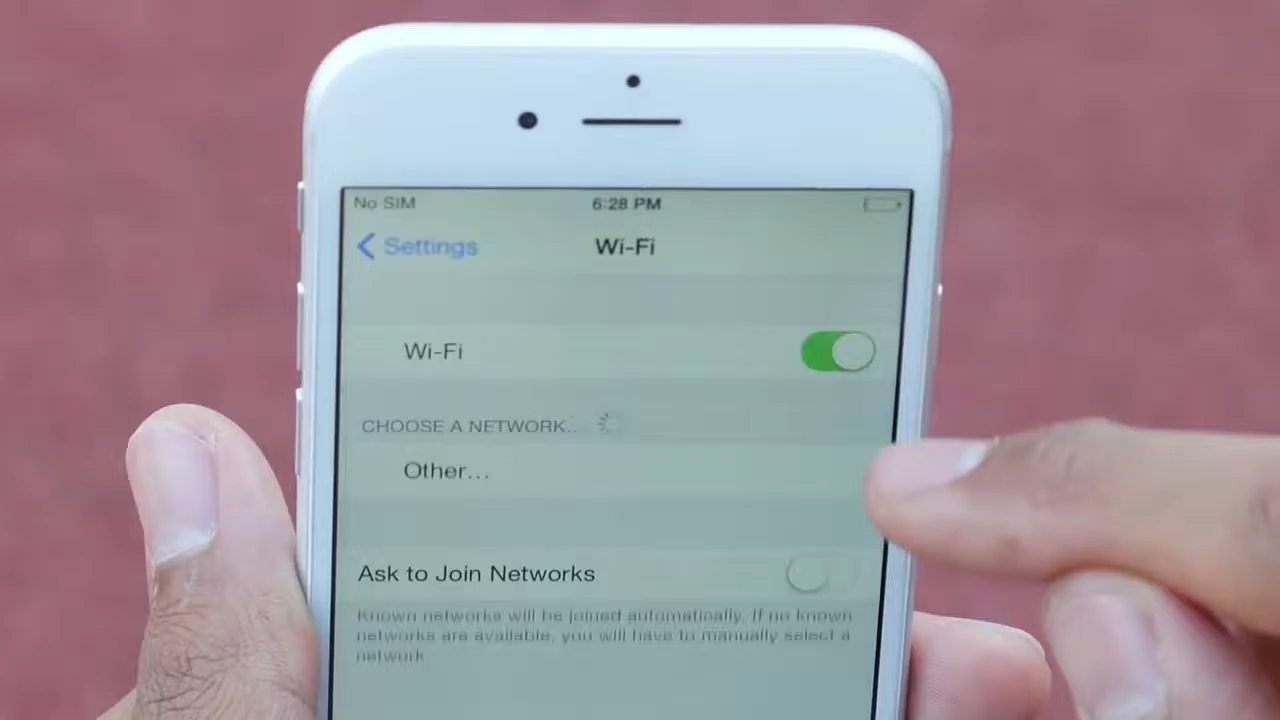 No SIM 6:28 PM
Settings Wi-Fi
Wi-Fi
CHOOSE A NETWORK...
Other...
Ask to Join Networks
Known networks will be joined automatically. If no known
networks are available, you will have to manually select a
network.